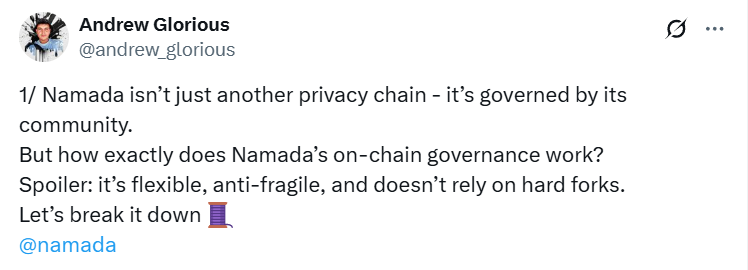 Andrew Glorious
@andrew_glorious
1/ Namada isn’t just another privacy chain - it’s governed by its
community.
But how exactly does Namada’s on-chain governance work?
Spoiler: it’s flexible, anti-fragile, and doesn’t rely on hard forks.
Let’s break it down 🧵
@namada